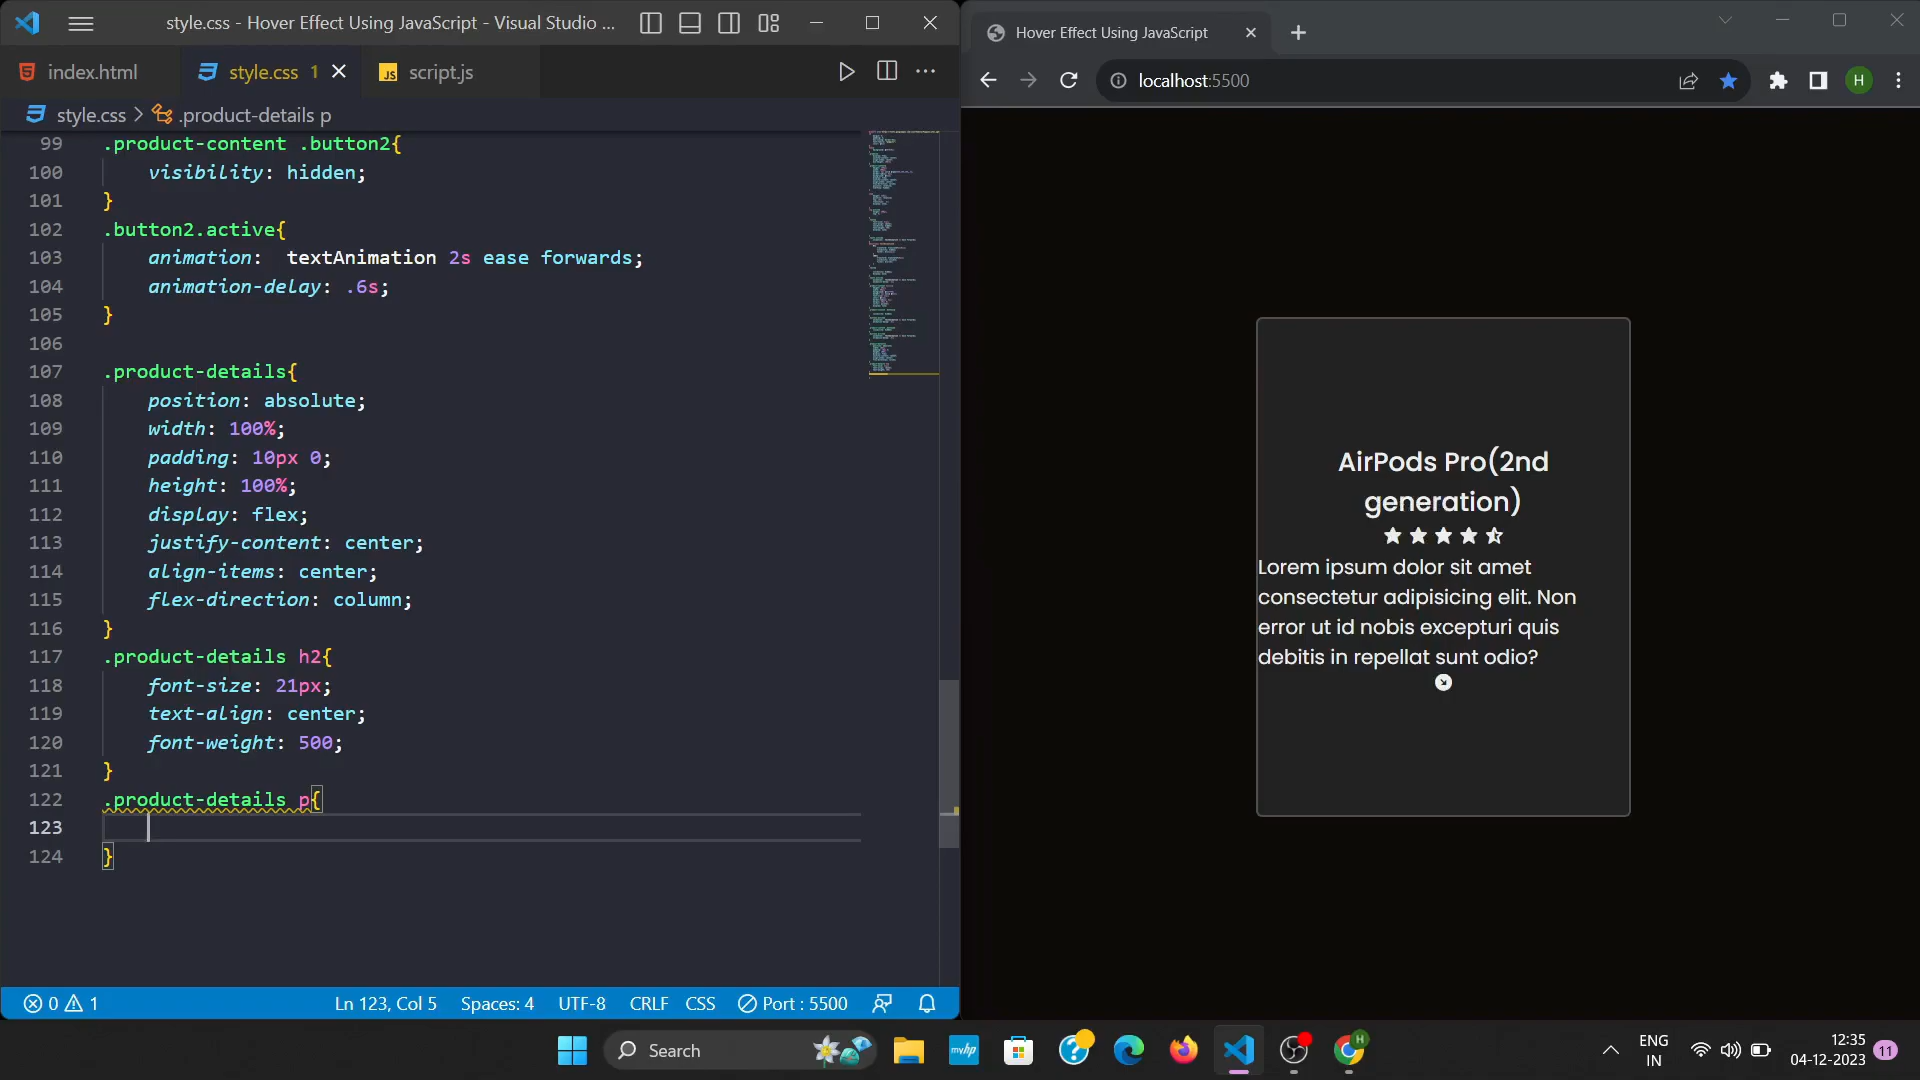 style.css - Hover Effect Using JavaScript - Visual Studio ...
index.html
style.css 1
JS script.js
style.css > .product-details p
99 .product-content .button2{
100 visibility: hidden;
101 }
102 .button2.active{
103 animation:  textAnimation 2s ease forwards;
104 animation-delay: .6s;
105 }
106
107 .product-details{
108 position: absolute;
109 width: 100%;
110 padding: 10px 0;
111 height: 100%;
112 display: flex;
113 justify-content: center;
114 align-items: center;
115 flex-direction: column;
116 }
117 .product-details h2{
118 font-size: 21px;
119 text-align: center;
120 font-weight: 500;
121 }
122 .product-details p{
123
124 }
0 1 Ln 123, Col 5 Spaces: 4 UTF-8 CRLF CSS Port : 5500
Hover Effect Using JavaScript
localhost:5500
H
AirPods Pro(2nd
generation)
Lorem ipsum dolor sit amet
consectetur adipisicing elit. Non
error ut id nobis excepturi quis
debitis in repellat sunt odio?
Search
myhp
H
ENG
IN
12:35
04-12-2023
11